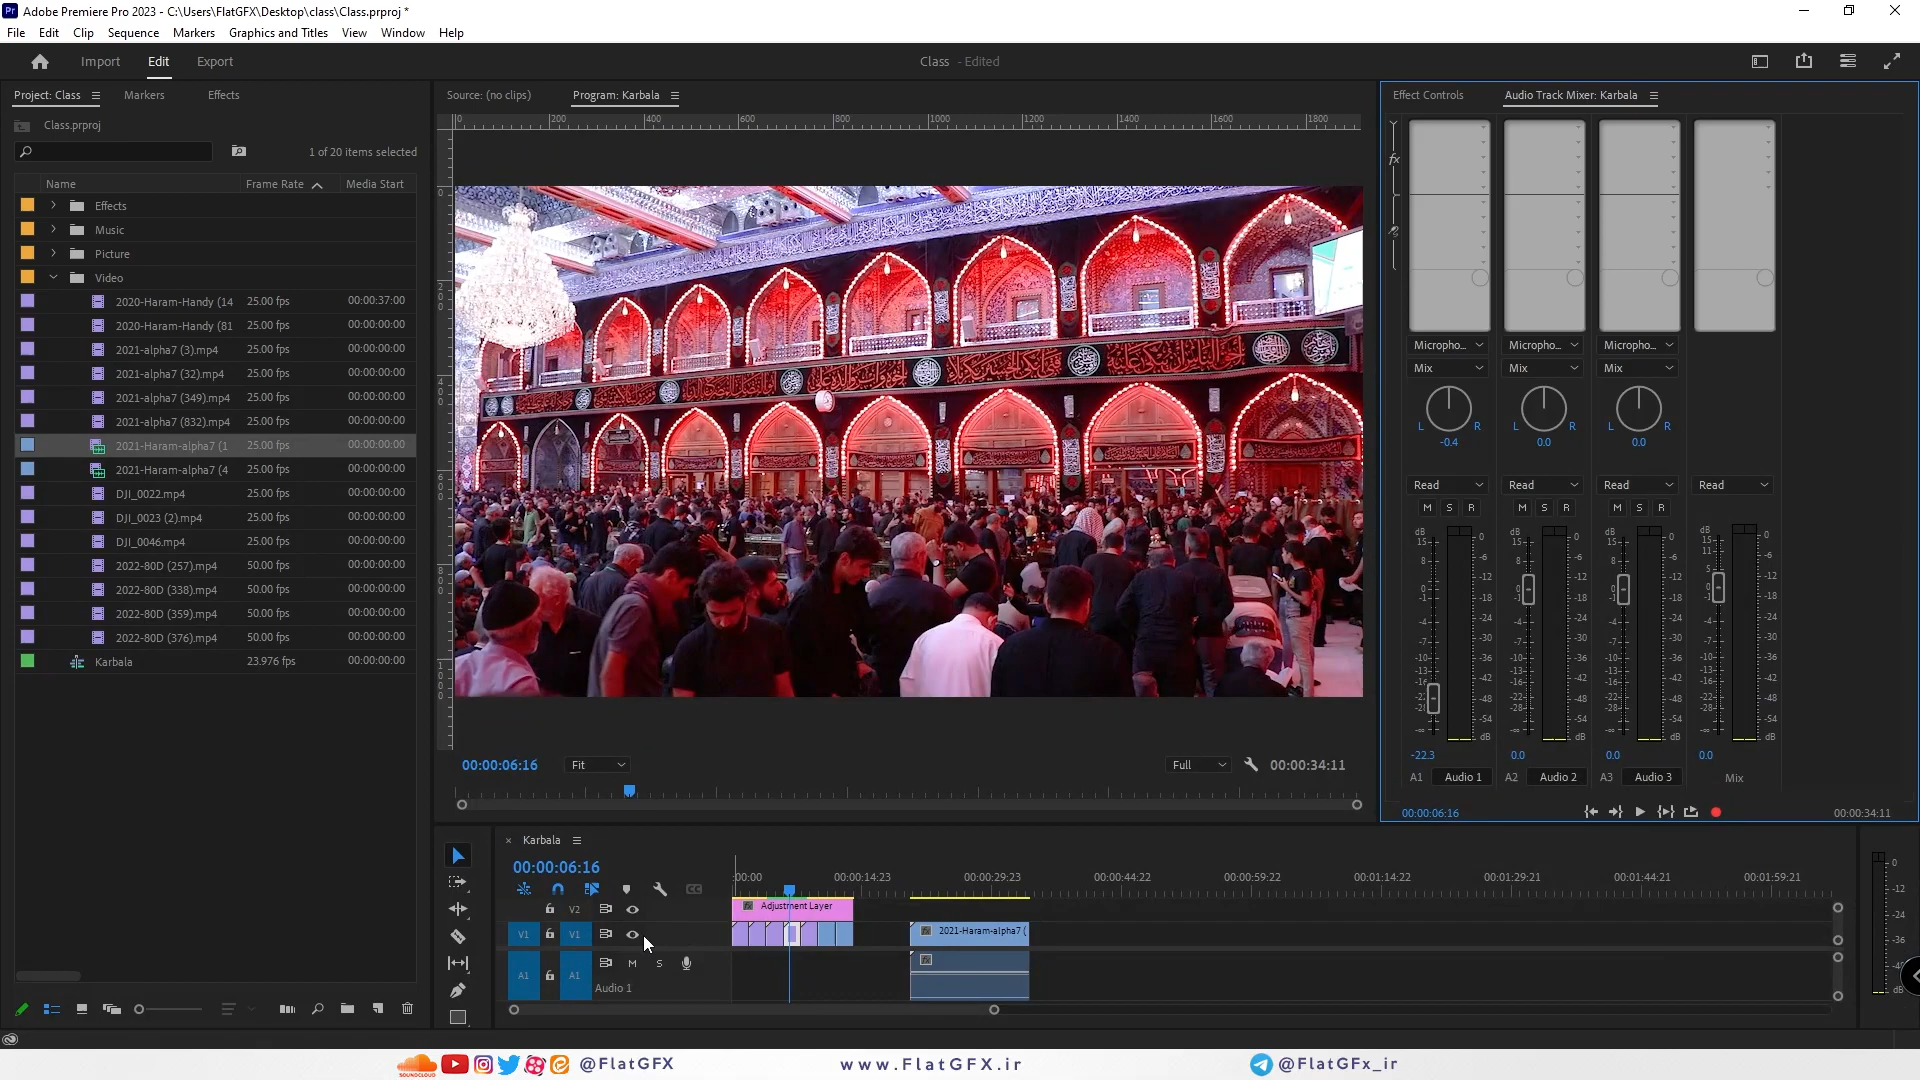 Adobe Premiere Pro 2023 - C:\Users\FlatGFX\Desktop\class\Class.prproj *
File Edit Clip Sequence Markers Graphics and Titles View Window Help
Import Edit Export
Class - Edited
Project: Class
Markers
Effects
Class.prproj
1 of 20 items selected
Name Frame Rate Media Start
Effects
Music
Picture
Video
2020-Haram-Handy (14 25.00 fps 00:00:37:00
2020-Haram-Handy (81 25.00 fps 00:00:00:00
2021-alpha7 (3).mp4 25.00 fps 00:00:00:00
2021-alpha7 (32).mp4 25.00 fps 00:00:00:00
2021-alpha7 (349).mp4 25.00 fps 00:00:00:00
2021-alpha7 (832).mp4 25.00 fps 00:00:00:00
2021-Haram-alpha7 (1 25.00 fps 00:00:00:00
2021-Haram-alpha7 (4 25.00 fps 00:00:00:00
DJI_0022.mp4 25.00 fps 00:00:00:00
DJI_0023 (2).mp4 25.00 fps 00:00:00:00
DJI_0046.mp4 25.00 fps 00:00:00:00
2022-80D (257).mp4 50.00 fps 00:00:00:00
2022-80D (338).mp4 50.00 fps 00:00:00:00
2022-80D (359).mp4 50.00 fps 00:00:00:00
2022-80D (376).mp4 50.00 fps 00:00:00:00
Karbala 23.976 fps 00:00:00:00
Source: (no clips)
Program: Karbala
0 200 400 600 800 1000 1200 1400 1600 1800
00:00:06:16 Fit Full 00:00:34:11
Effect Controls
Audio Track Mixer: Karbala
fx
Micropho... Micropho... Micropho...
Mix Mix Mix
L R L R L R
-0.4 0.0 0.0
Read Read Read Read
M S R M S R M S R
-22.3 0.0 0.0 0.0
A1 Audio 1 A2 Audio 2 A3 Audio 3 Mix
00:00:06:16 00:00:34:11
Karbala
00:00:06:16
:00:00 00:00:14:23 00:00:29:23 00:00:44:22 00:00:59:22 00:01:14:22 00:01:29:21 00:01:44:21 00:01:59:21
V2 Adjustment Layer
V1 V1 2021-Haram-alpha7 (
A1 A1 M S
Audio 1
@FlatGFX
www.FlatGFX.ir
@FlatGFx_ir